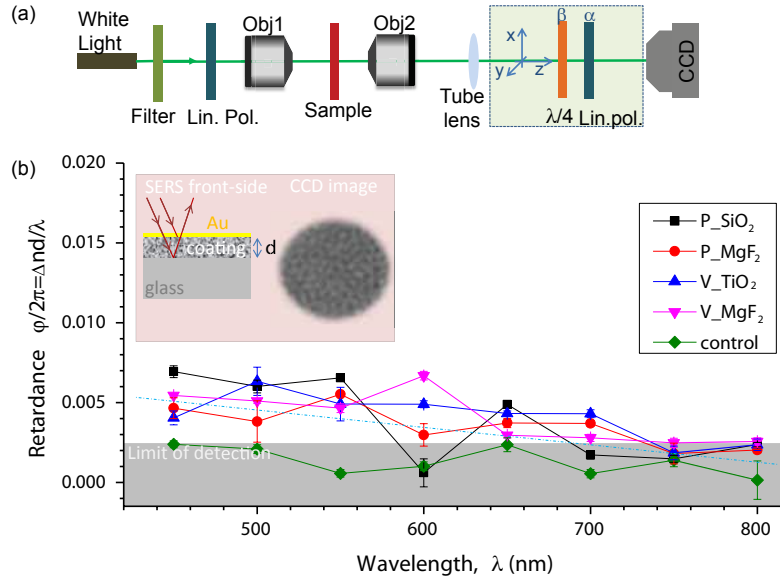 (a)
White
Light
Filter
Lin. Pol.
Obj1
Sample
Obj2
Tube
lens
x
y
z
β
α
λ/4
Lin.pol.
CCD
(b)
Retardance φ/2π=Δnd/λ
0.020
0.015
0.010
0.005
0.000
SERS front-side
CCD image
Au
coating
d
glass
P_SiO₂
P_MgF₂
V_TiO₂
V_MgF₂
control
Limit of detection
500
600
700
800
Wavelength, λ (nm)